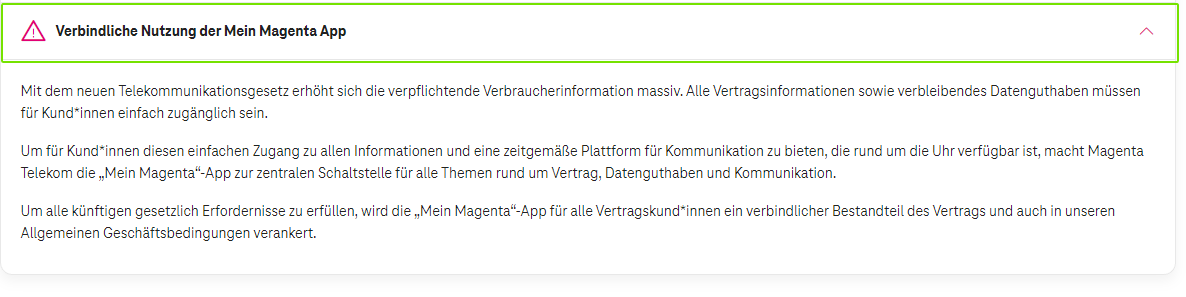 Verbindliche Nutzung der Mein Magenta App
Mit dem neuen Telekommunikationsgesetz erhöht sich die verpflichtende Verbraucherinformation massiv. Alle Vertragsinformationen sowie verbleibendes Datenguthaben müssen
für Kund*innen einfach zugänglich sein.
Um für Kund*innen diesen einfachen Zugang zu allen Informationen und eine zeitgemäße Plattform für Kommunikation zu bieten, die rund um die Uhr verfügbar ist, macht Magenta
Telekom die „Mein Magenta“-App zur zentralen Schaltstelle für alle Themen rund um Vertrag, Datenguthaben und Kommunikation.
Um alle künftigen gesetzlich Erfordernisse zu erfüllen, wird die „Mein Magenta“-App für alle Vertragskund*innen ein verbindlicher Bestandteil des Vertrags und auch in unseren
Allgemeinen Geschäftsbedingungen verankert.